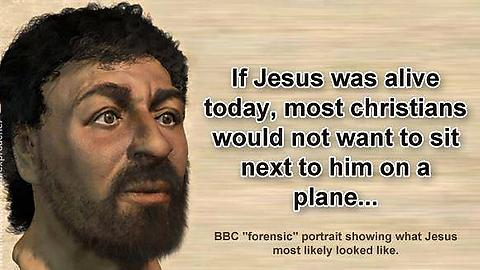 If Jesus was alive
today, most christians
would not want to sit
next to him on a
plane...
BBC "forensic" portrait showing what Jesus
most likely looked like.